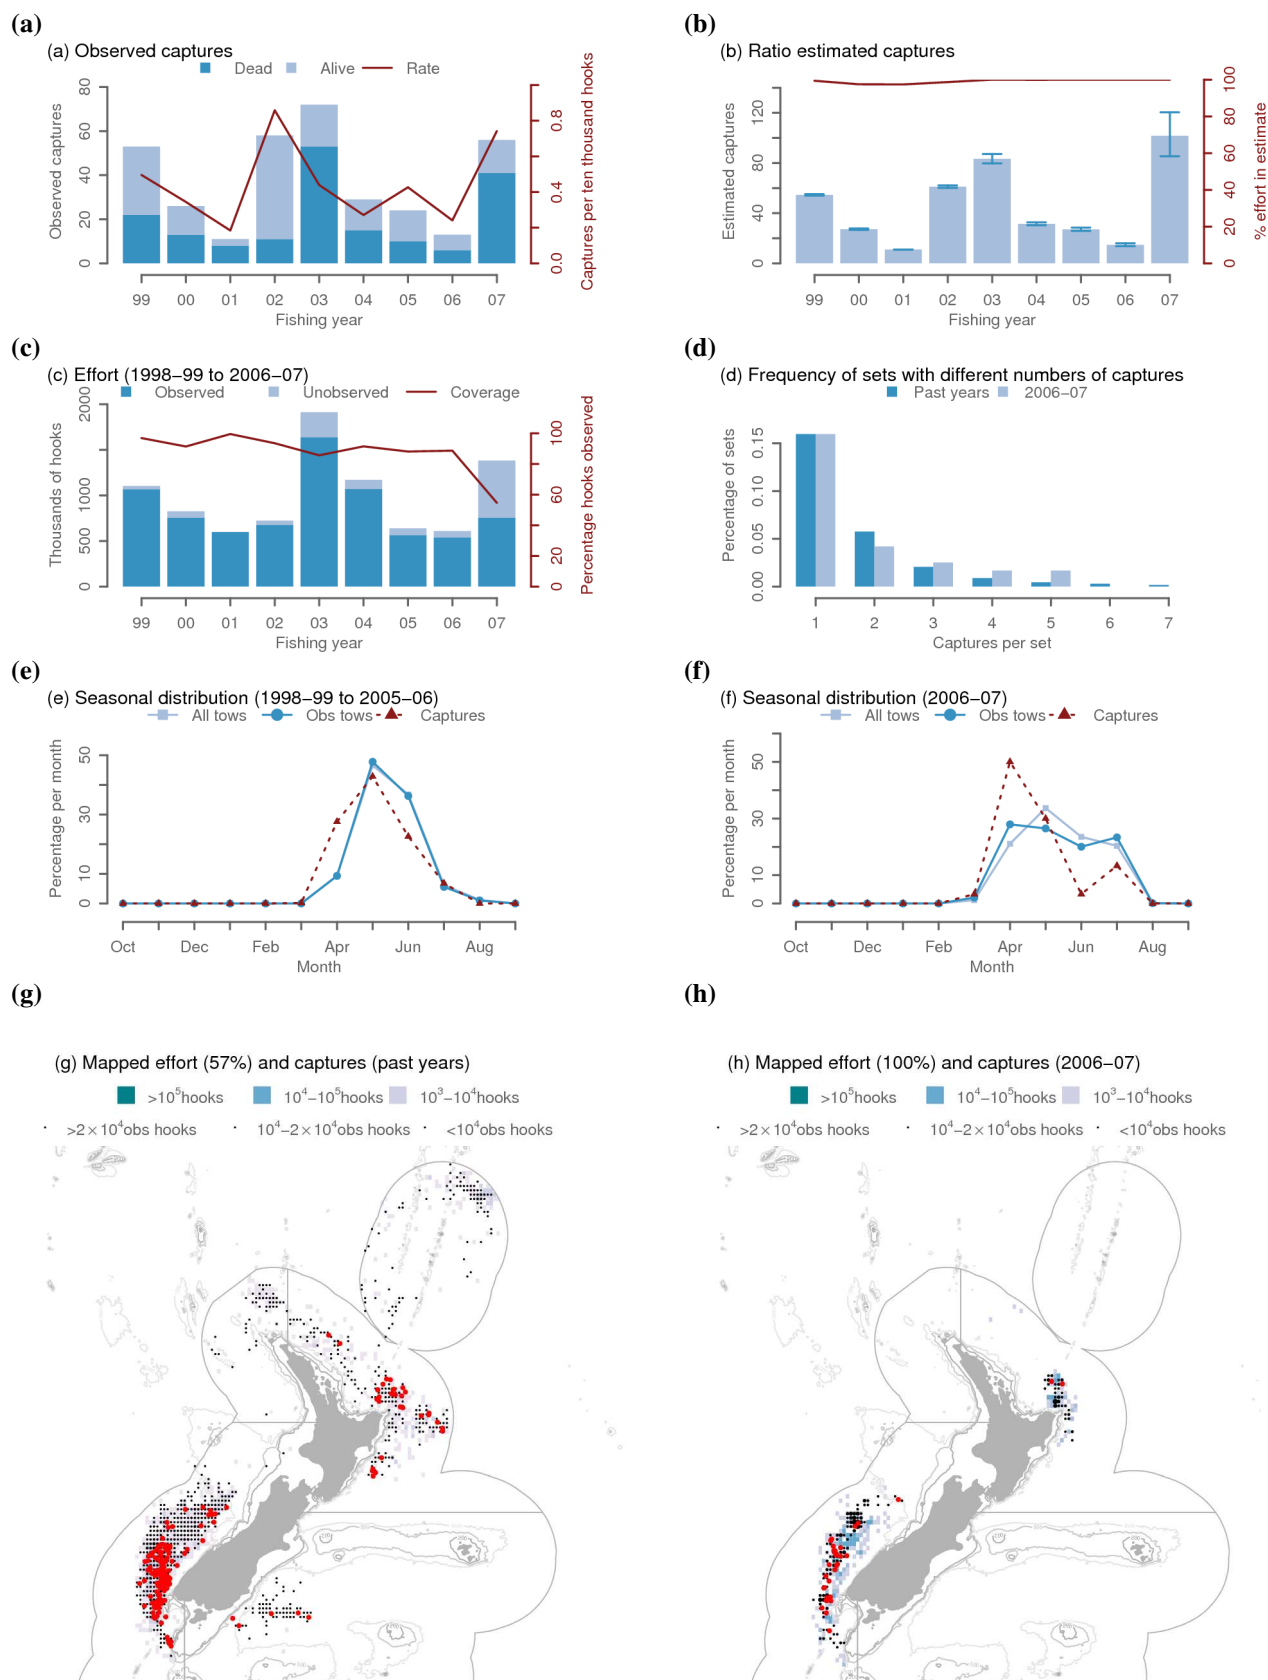 (a)
(a) Observed captures
Dead Alive Rate
Observed captures
0 20 40 60 80
Captures per ten thousand hooks
0.0 0.4 0.8
99 00 01 02 03 04 05 06 07
Fishing year
(b)
(b) Ratio estimated captures
Estimated captures
0 40 80 120
% effort in estimate
0 20 40 60 80 100
99 00 01 02 03 04 05 06 07
Fishing year
(c)
(c) Effort (1998–99 to 2006–07)
Observed Unobserved Coverage
Thousands of hooks
0 500 1000 2000
Percentage hooks observed
0 20 60 100
99 00 01 02 03 04 05 06 07
Fishing year
(d)
(d) Frequency of sets with different numbers of captures
Past years 2006–07
Percentage of sets
0.00 0.05 0.10 0.15
1 2 3 4 5 6 7
Captures per set
(e)
(e) Seasonal distribution (1998–99 to 2005–06)
All tows Obs tows Captures
Percentage per month
0 10 30 50
Oct Dec Feb Apr Jun Aug
Month
(f)
(f) Seasonal distribution (2006–07)
All tows Obs tows Captures
Percentage per month
0 10 30 50
Oct Dec Feb Apr Jun Aug
Month
(g)
(g) Mapped effort (57%) and captures (past years)
>10⁵hooks 10⁴–10⁵hooks 10³–10⁴hooks
>2×10⁴obs hooks 10⁴–2×10⁴obs hooks <10⁴obs hooks
(h)
(h) Mapped effort (100%) and captures (2006–07)
>10⁵hooks 10⁴–10⁵hooks 10³–10⁴hooks
>2×10⁴obs hooks 10⁴–2×10⁴obs hooks <10⁴obs hooks